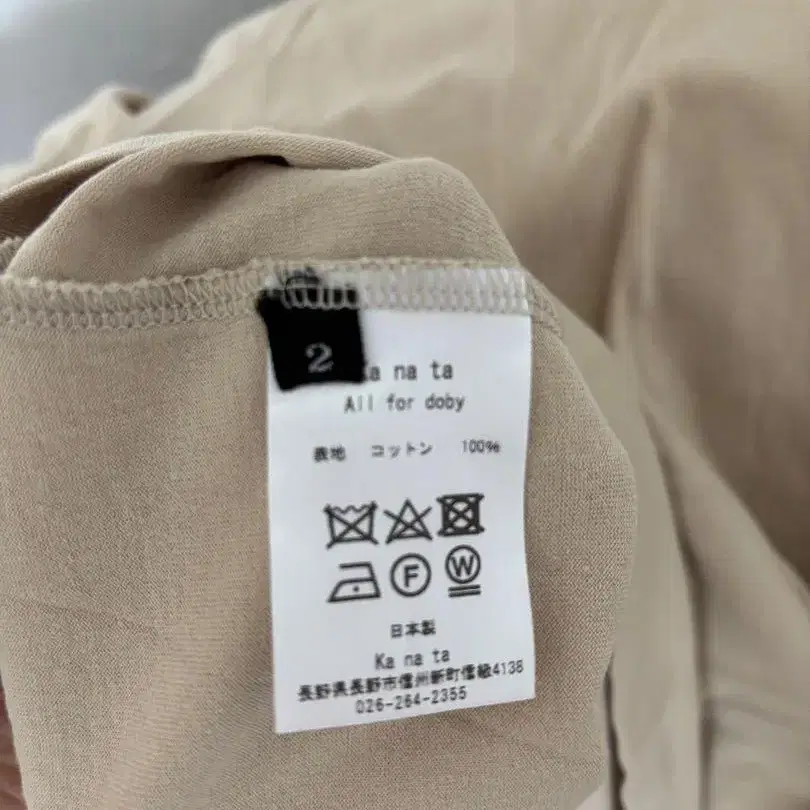 2
Ka na ta
All for doby
表地 コットン 100%
F W
日本製
Ka na ta
長野県長野市信州新町信級4138
026-264-2355